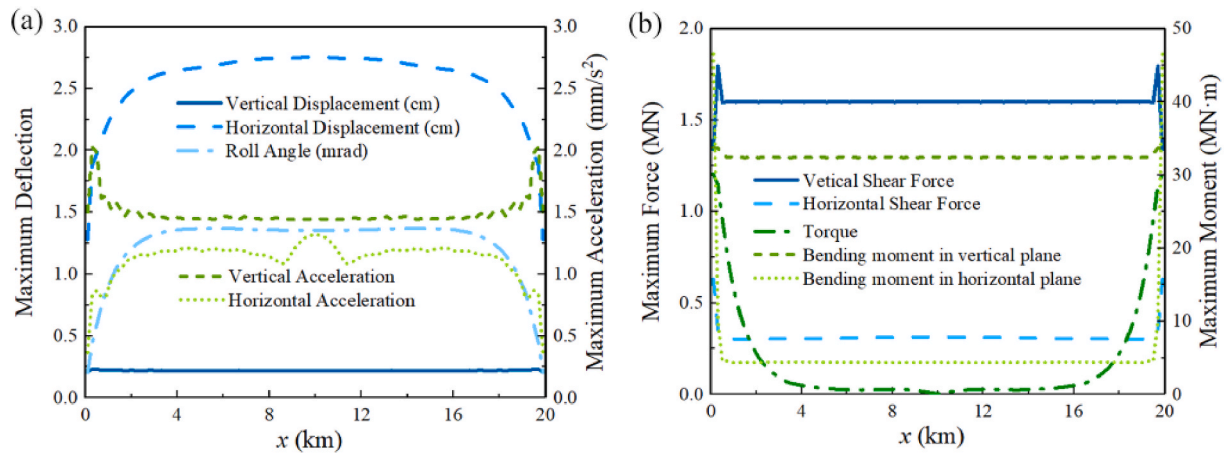 (a)
3.0
2.5
2.0
1.5
1.0
0.5
0.0
Maximum Deflection
Vertical Displacement (cm)
Horizontal Displacement (cm)
Roll Angle (mrad)
Vertical Acceleration
Horizontal Acceleration
3.0
2.5
2.0
1.5
1.0
0.5
0.0
Maximum Acceleration (mm/s²)
0 4 8 12 16 20
x (km)
(b)
2.0
1.5
1.0
0.5
0.0
Maximum Force (MN)
Vetical Shear Force
Horizontal Shear Force
Torque
Bending moment in vertical plane
Bending moment in horizontal plane
50
40
30
20
10
0
Maximum Moment (MN·m)
0 4 8 12 16 20
x (km)